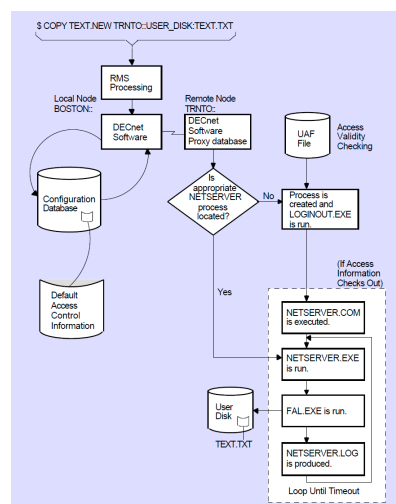 $ COPY TEXT.NEW TRNTO::USER_DISK:TEXT.TXT
RMS
Processing
Local Node
BOSTON::
Remote Node
TRNTO::
DECnet
Software
DECnet
Software
Proxy database
UAF
File
Access
Validity
Checking
Configuration
Database
Is
appropriate
NETSERVER
process
located?
No
Process is
created and
LOGINOUT.EXE
is run.
Default
Access
Control
Information
Yes
(If Access
Information
Checks Out)
NETSERVER.COM
is executed.
NETSERVER.EXE
is run.
User
Disk
TEXT.TXT
FAL.EXE is run.
NETSERVER.LOG
is produced.
Loop Until Timeout